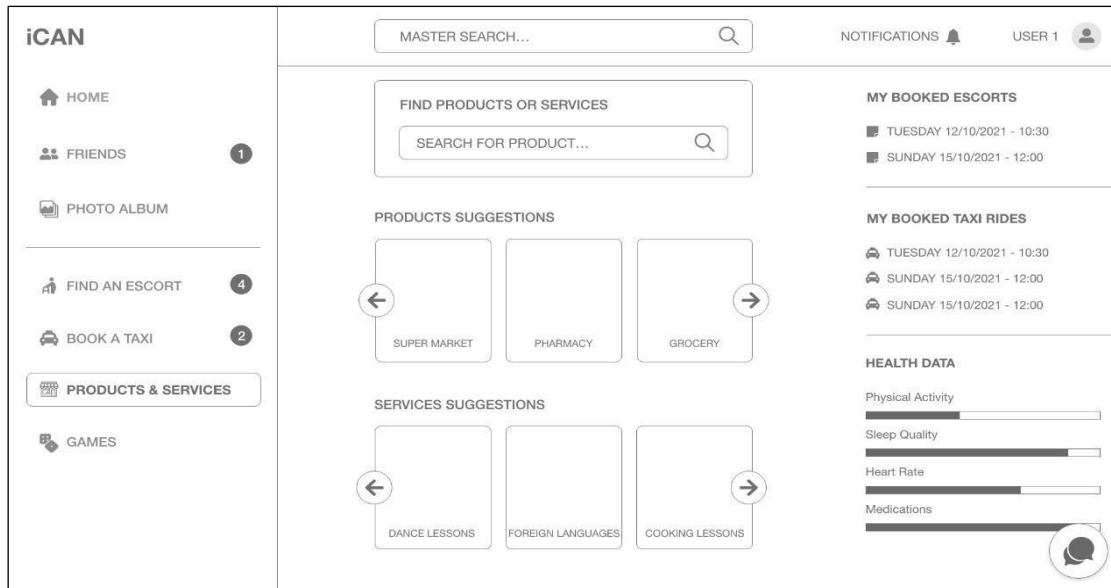 iCAN
MASTER SEARCH...
NOTIFICATIONS
USER 1
HOME
FRIENDS 1
PHOTO ALBUM
FIND AN ESCORT 4
BOOK A TAXI 2
PRODUCTS & SERVICES
GAMES
FIND PRODUCTS OR SERVICES
SEARCH FOR PRODUCT...
PRODUCTS SUGGESTIONS
SUPER MARKET
PHARMACY
GROCERY
SERVICES SUGGESTIONS
DANCE LESSONS
FOREIGN LANGUAGES
COOKING LESSONS
MY BOOKED ESCORTS
TUESDAY 12/10/2021 - 10:30
SUNDAY 15/10/2021 - 12:00
MY BOOKED TAXI RIDES
TUESDAY 12/10/2021 - 10:30
SUNDAY 15/10/2021 - 12:00
SUNDAY 15/10/2021 - 12:00
HEALTH DATA
Physical Activity
Sleep Quality
Heart Rate
Medications